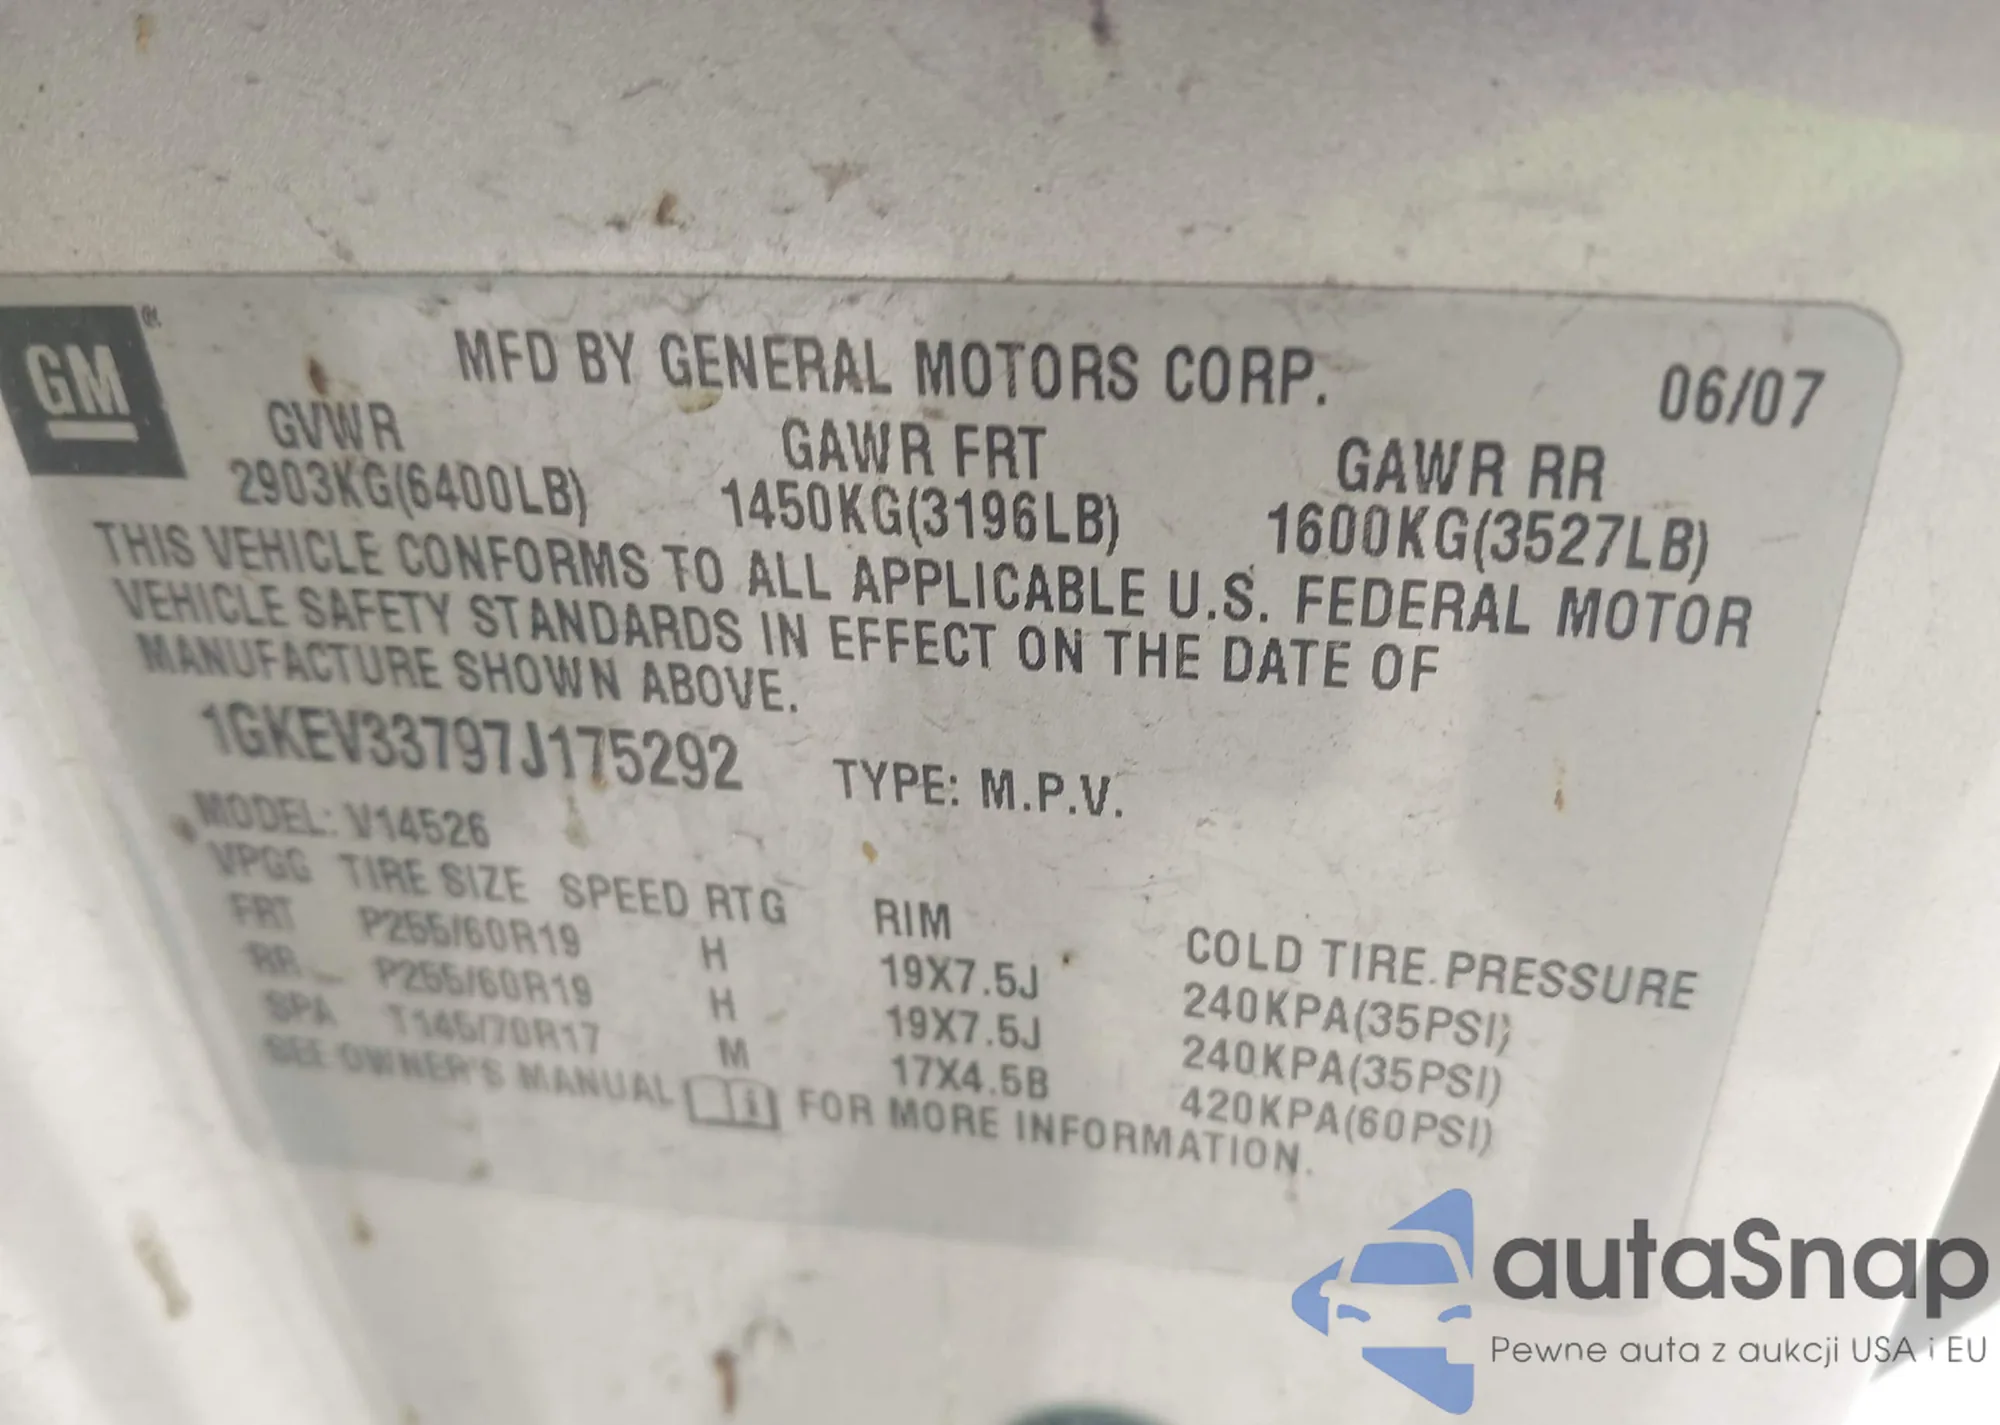 GM
MFD BY GENERAL MOTORS CORP. 06/07
GVWR GAWR FRT GAWR RR
2903KG(6400LB) 1450KG(3196LB) 1600KG(3527LB)
THIS VEHICLE CONFORMS TO ALL APPLICABLE U.S. FEDERAL MOTOR
VEHICLE SAFETY STANDARDS IN EFFECT ON THE DATE OF
MANUFACTURE SHOWN ABOVE.
1GKEV33797J175292 TYPE: M.P.V.
MODEL: V14526
VPGG TIRE SIZE SPEED RTG RIM COLD TIRE PRESSURE
FRT P255/60R19 H 19X7.5J 240KPA(35PSI)
RR P255/60R19 H 19X7.5J 240KPA(35PSI)
SPA T145/70R17 M 17X4.5B 420KPA(60PSI)
SEE OWNER'S MANUAL FOR MORE INFORMATION.
autaSnap
Pewne auta z aukcji USA i EU